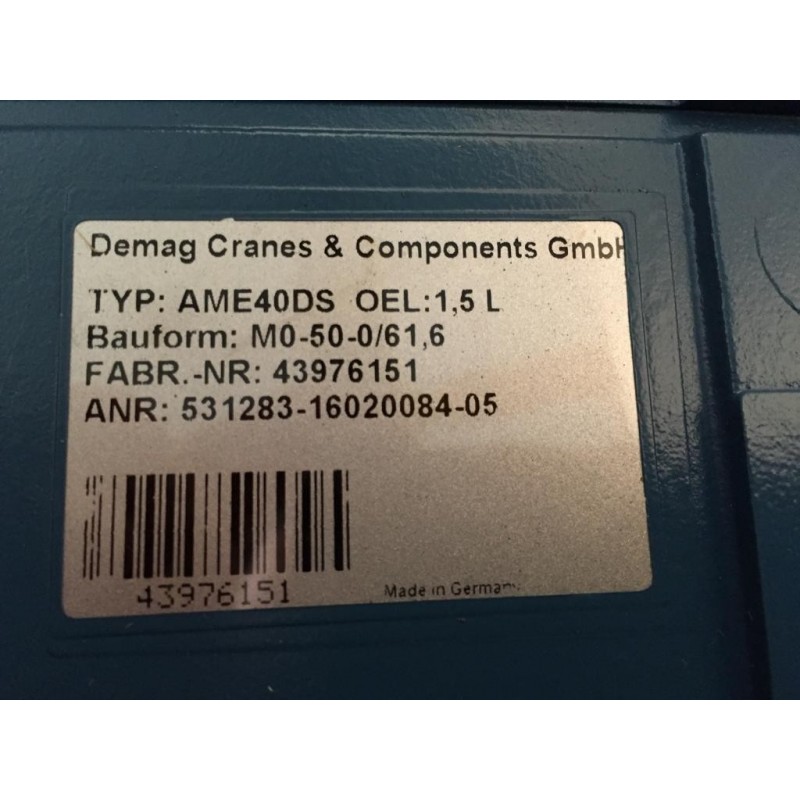 Demag Cranes & Components GmbH
TYP: AME40DS OEL:1,5 L
Bauform: M0-50-0/61,6
FABR.-NR: 43976151
ANR: 531283-16020084-05
43976151
Made in Germany